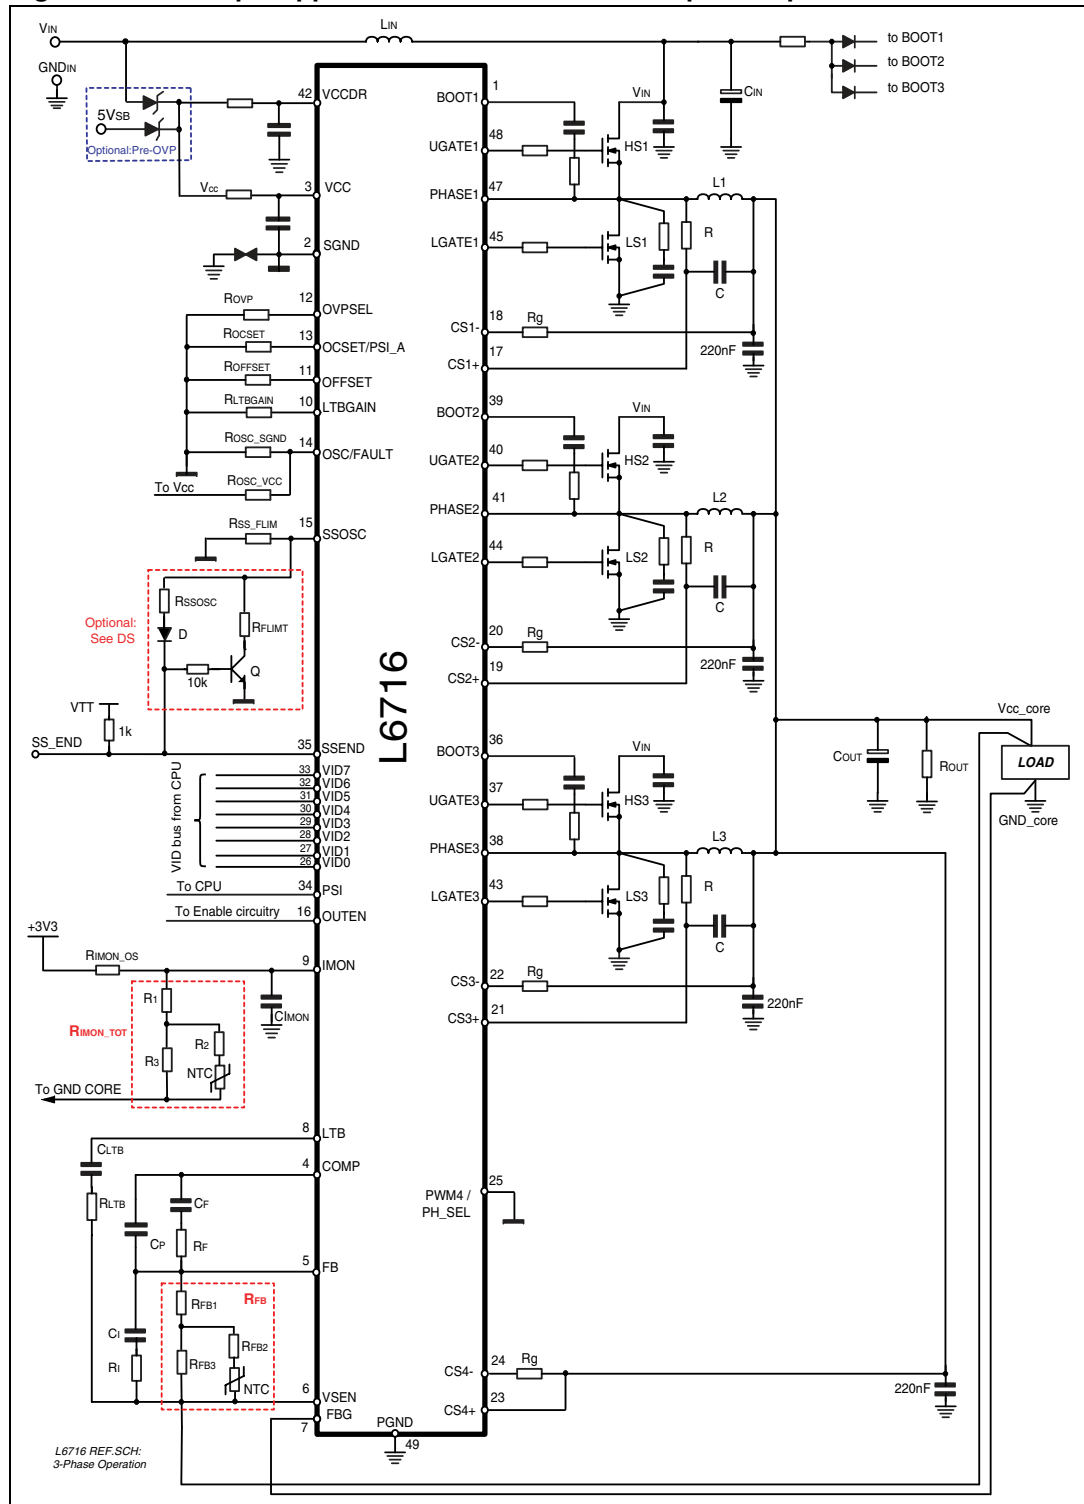 VIN
LIN
to BOOT1
to BOOT2
to BOOT3
GNDIN
CIN
5VSB
Optional:Pre-OVP
42
VCCDR
Vcc
3
VCC
2
SGND
ROVP
12
OVPSEL
ROCSET
13
OCSET/PSI_A
ROFFSET
11
OFFSET
RLTBGAIN
10
LTBGAIN
ROSC_SGND
14
OSC/FAULT
To Vcc
ROSC_VCC
RSS_FLIM
15
SSOSC
Optional:
See DS
RSSOSC
D
RFLIMT
10k
Q
VTT
1k
SS_END
35
SSEND
VID bus from CPU
33
VID7
32
VID6
31
VID5
30
VID4
29
VID3
28
VID2
27
VID1
26
VID0
To CPU
34
PSI
To Enable circuitry
16
OUTEN
+3V3
RIMON_OS
9
IMON
RIMON_TOT
R1
R2
R3
NTC
CIMON
To GND CORE
8
LTB
CLTB
RLTB
4
COMP
CF
CP
RF
5
FB
RFB
RFB1
RFB2
RFB3
NTC
CI
RI
6
VSEN
FBG
7
L6716 REF.SCH:
3-Phase Operation
L6716
PGND
49
BOOT1
1
VIN
UGATE1
48
HS1
PHASE1
47
L1
LGATE1
45
LS1
R
C
CS1-
18
Rg
220nF
CS1+
17
BOOT2
39
VIN
UGATE2
40
HS2
PHASE2
41
L2
LGATE2
44
LS2
R
C
CS2-
20
Rg
220nF
CS2+
19
BOOT3
36
VIN
UGATE3
37
HS3
PHASE3
38
L3
LGATE3
43
LS3
R
C
CS3-
22
Rg
220nF
CS3+
21
PWM4 /
PH_SEL
25
CS4-
24
Rg
CS4+
23
220nF
Vcc_core
COUT
ROUT
LOAD
GND_core